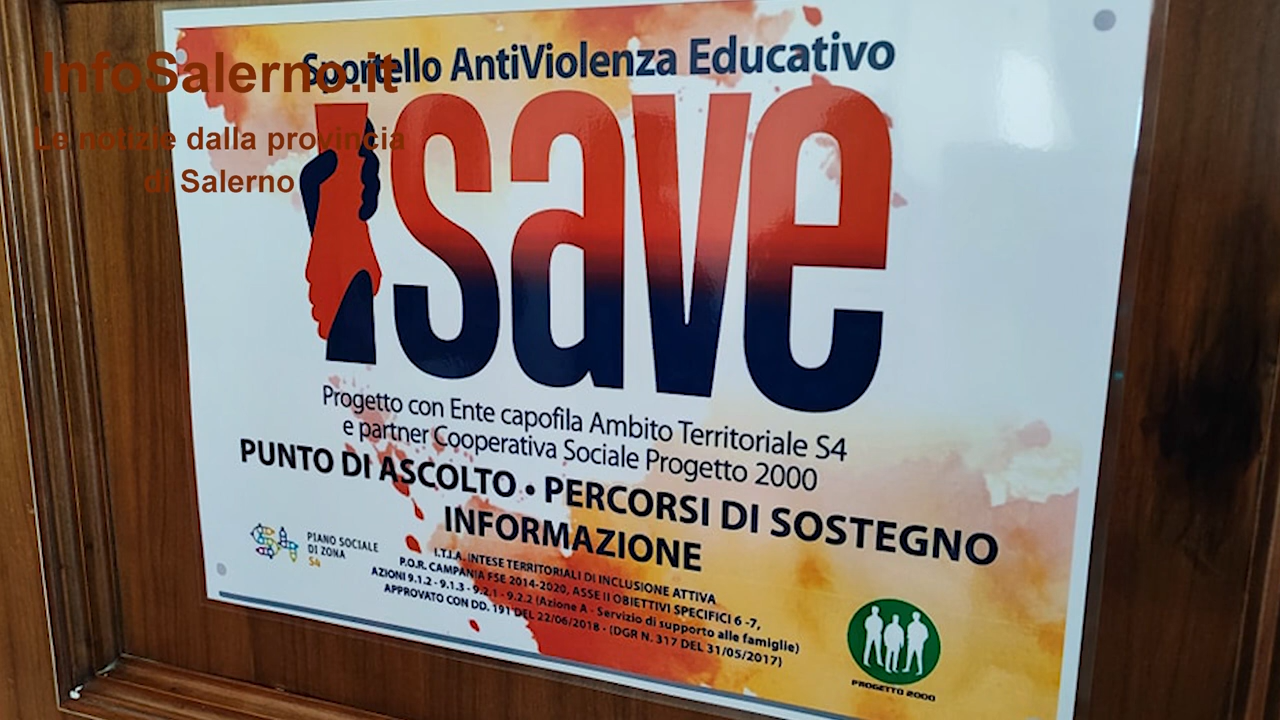 InfoSalerno.it
Le notizie dalla provincia
di Salerno
Sportello AntiViolenza Educativo
Isave
Progetto con Ente capofila Ambito Territoriale S4
e partner Cooperativa Sociale Progetto 2000
PUNTO DI ASCOLTO • PERCORSI DI SOSTEGNO
INFORMAZIONE
PIANO SOCIALE
DI ZONA
S4
I.T.I.A. INTESE TERRITORIALI DI INCLUSIONE ATTIVA
P.O.R. CAMPANIA FSE 2014-2020, ASSE II OBIETTIVI SPECIFICI 6 -7,
AZIONI 9.1.2 - 9.1.3 - 9.2.1 - 9.2.2 (Azione A - Servizio di supporto alle famiglie)
APPROVATO CON DD. 191 DEL 22/06/2018 - (DGR N. 317 DEL 31/05/2017)
PROGETTO 2000